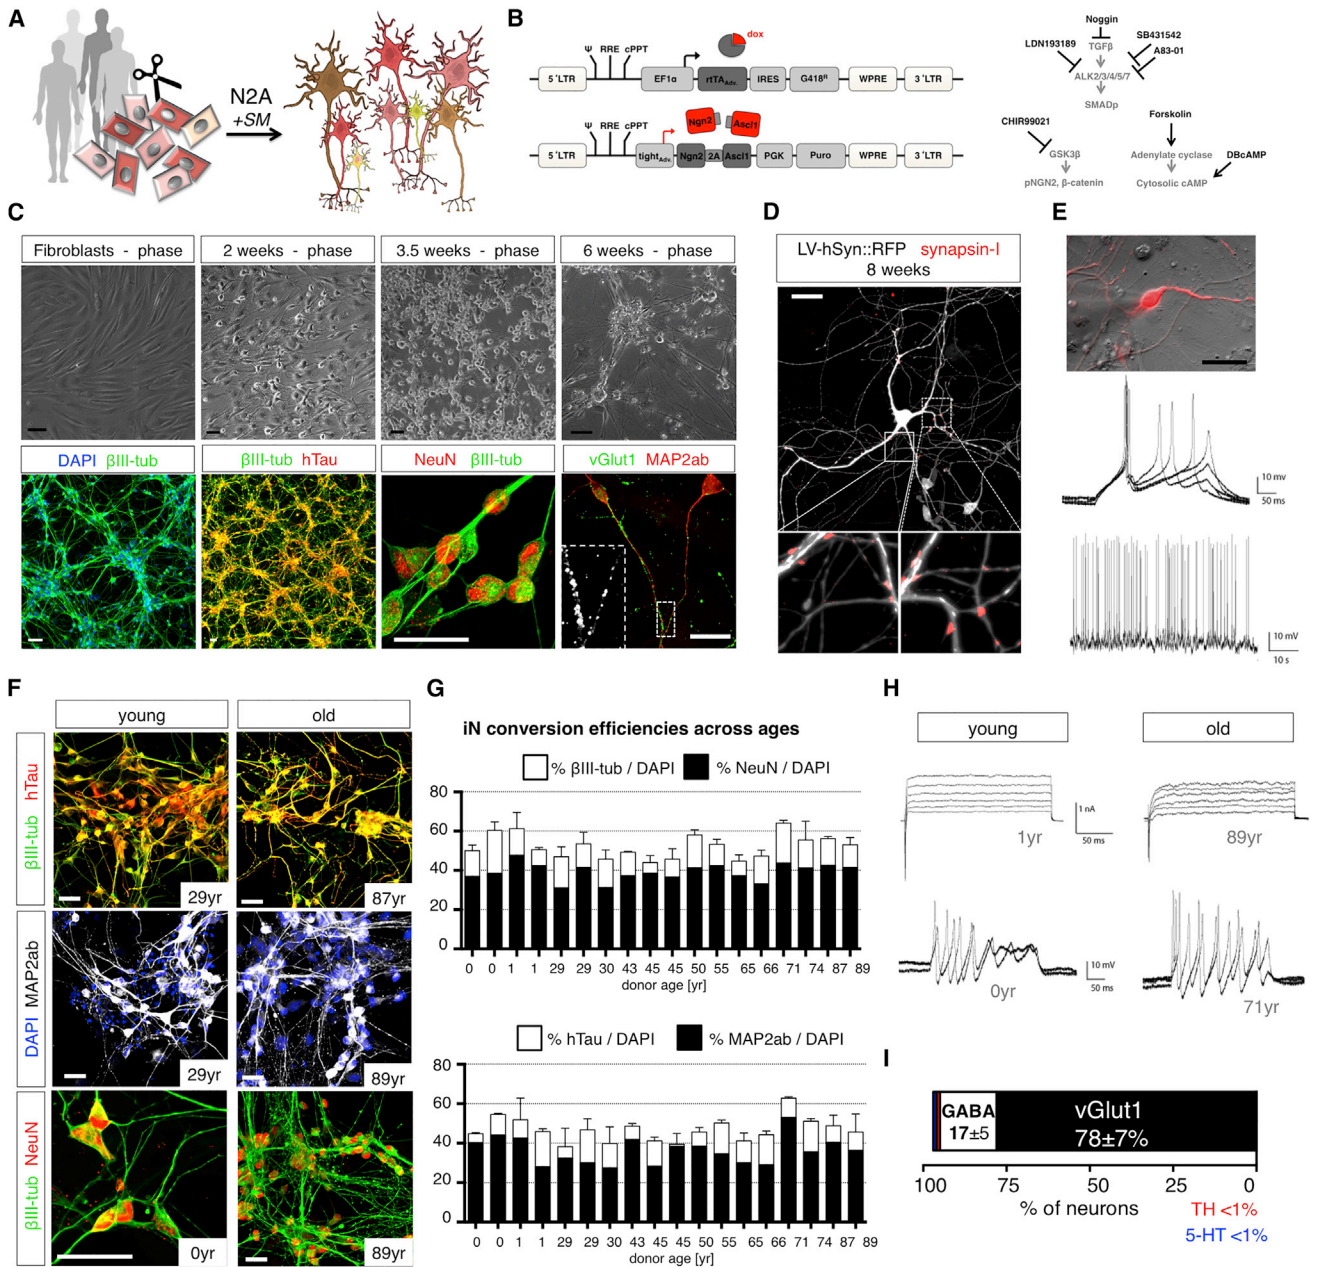 A
N2A
+SM
B
dox
Ψ RRE cPPT
5´LTR EF1α rtTAAdv. IRES G418R WPRE 3´LTR
Ngn2 Ascl1
Ψ RRE cPPT
5´LTR tightAdv. Ngn2 2A Ascl1 PGK Puro WPRE 3´LTR
Noggin
LDN193189 TGFβ SB431542
A83-01
ALK2/3/4/5/7
SMADp
CHIR99021 Forskolin
GSK3β Adenylate cyclase DBcAMP
pNGN2, β-catenin Cytosolic cAMP
C
Fibroblasts - phase 2 weeks - phase 3.5 weeks - phase 6 weeks - phase
DAPI βIII-tub βIII-tub hTau NeuN βIII-tub vGlut1 MAP2ab
D
LV-hSyn::RFP synapsin-I
8 weeks
E
10 mv
50 ms
10 mV
10 s
F
young old
βIII-tub hTau
29yr 87yr
DAPI MAP2ab
29yr 89yr
βIII-tub NeuN
0yr 89yr
G
iN conversion efficiencies across ages
% βIII-tub / DAPI % NeuN / DAPI
80
60
40
20
0
0 0 1 1 29 29 30 43 45 45 50 55 65 66 71 74 87 89
donor age [yr]
% hTau / DAPI % MAP2ab / DAPI
80
60
40
20
0
0 0 1 1 29 29 30 43 45 45 50 55 65 66 71 74 87 89
donor age [yr]
H
young old
1 nA
50 ms
1yr 89yr
10 mV
50 ms
0yr 71yr
I
GABA vGlut1
17±5 78±7%
100 75 50 25 0
% of neurons TH <1%
5-HT <1%